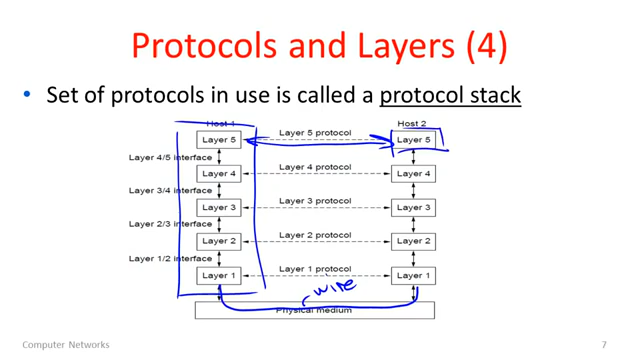 Protocols and Layers (4)
• Set of protocols in use is called a protocol stack
Host 1 Host 2
Layer 5 Layer 5 protocol Layer 5
Layer 4/5 interface
Layer 4 Layer 4 protocol Layer 4
Layer 3/4 interface
Layer 3 Layer 3 protocol Layer 3
Layer 2/3 interface
Layer 2 Layer 2 protocol Layer 2
Layer 1/2 interface
Layer 1 Layer 1 protocol Layer 1
wire
Physical medium
Computer Networks 7